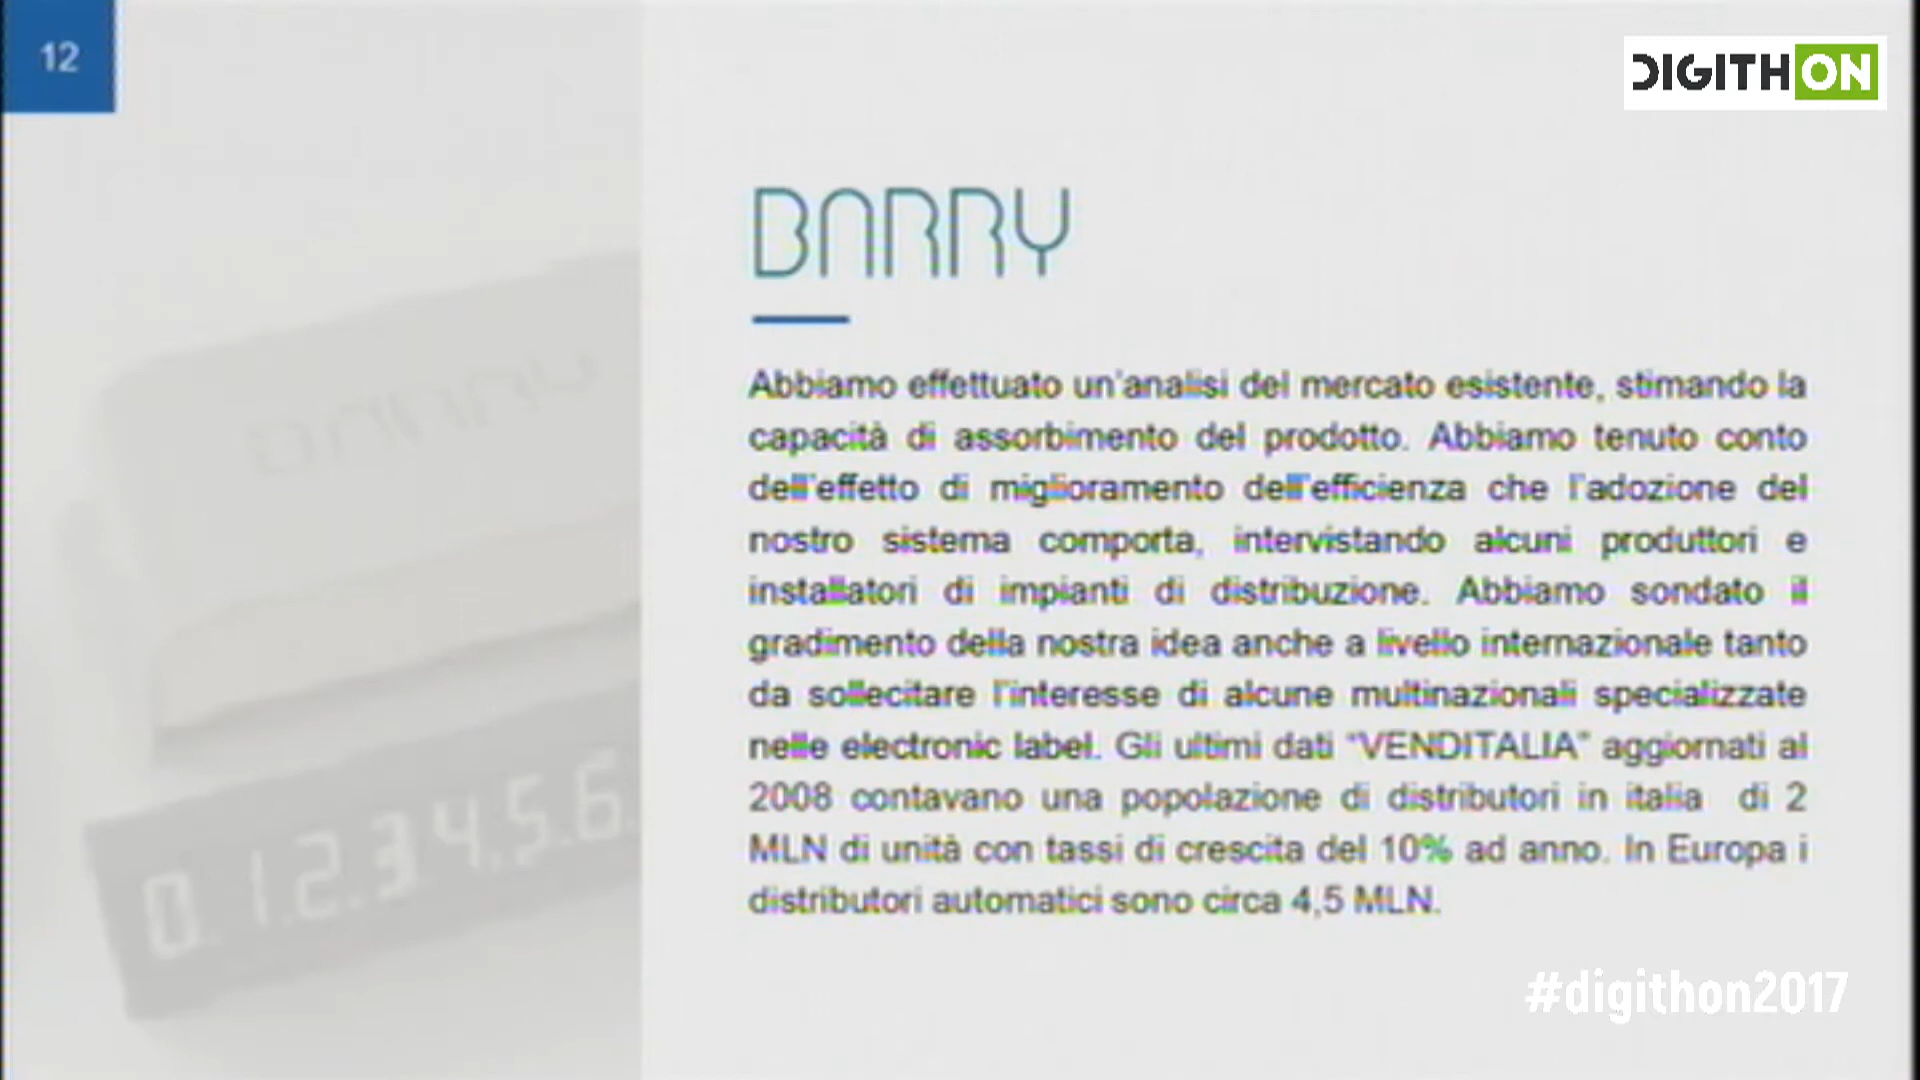 12
DIGITHON
BARRY
Abbiamo effettuato un'analisi del mercato esistente, stimando la
capacità di assorbimento del prodotto. Abbiamo tenuto conto
dell'effetto di miglioramento dell'efficienza che l'adozione del
nostro sistema comporta, intervistando alcuni produttori e
installatori di impianti di distribuzione. Abbiamo sondato il
gradimento della nostra idea anche a livello internazionale tanto
da sollecitare l'interesse di alcune multinazionali specializzate
nelle electronic label. Gli ultimi dati "VENDITALIA" aggiornati al
2008 contavano una popolazione di distributori in italia di 2
MLN di unità con tassi di crescita del 10% ad anno. In Europa i
distributori automatici sono circa 4,5 MLN.
BARRY
0.1.2.3.4.5.6.
#digithon2017